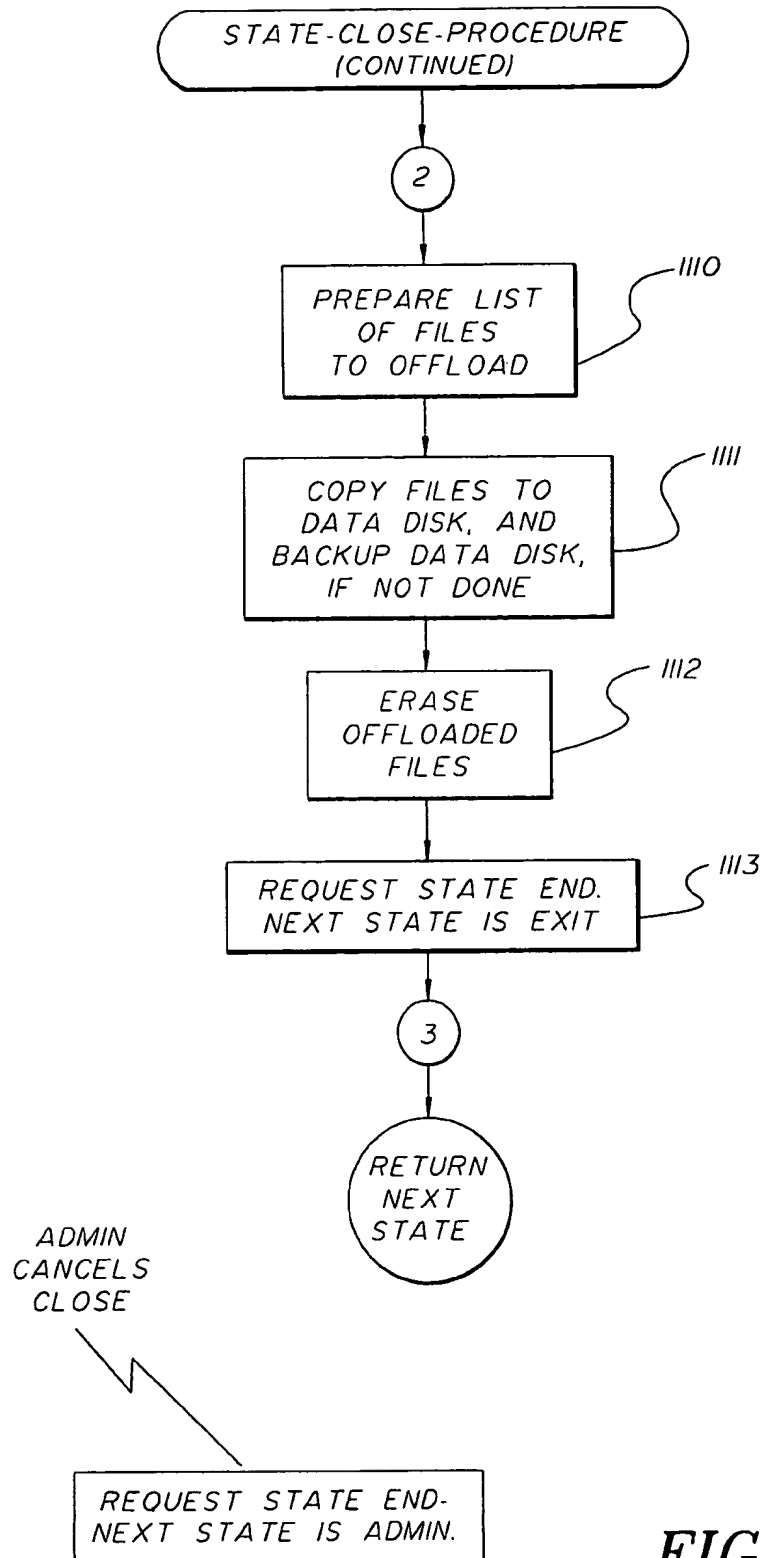 STATE-CLOSE-PROCEDURE
(CONTINUED)
2
1110
PREPARE LIST
OF FILES
TO OFFLOAD
1111
COPY FILES TO
DATA DISK, AND
BACKUP DATA DISK,
IF NOT DONE
1112
ERASE
OFFLOADED
FILES
1113
REQUEST STATE END.
NEXT STATE IS EXIT
3
RETURN
NEXT
STATE
ADMIN
CANCELS
CLOSE
REQUEST STATE END-
NEXT STATE IS ADMIN.
FIG